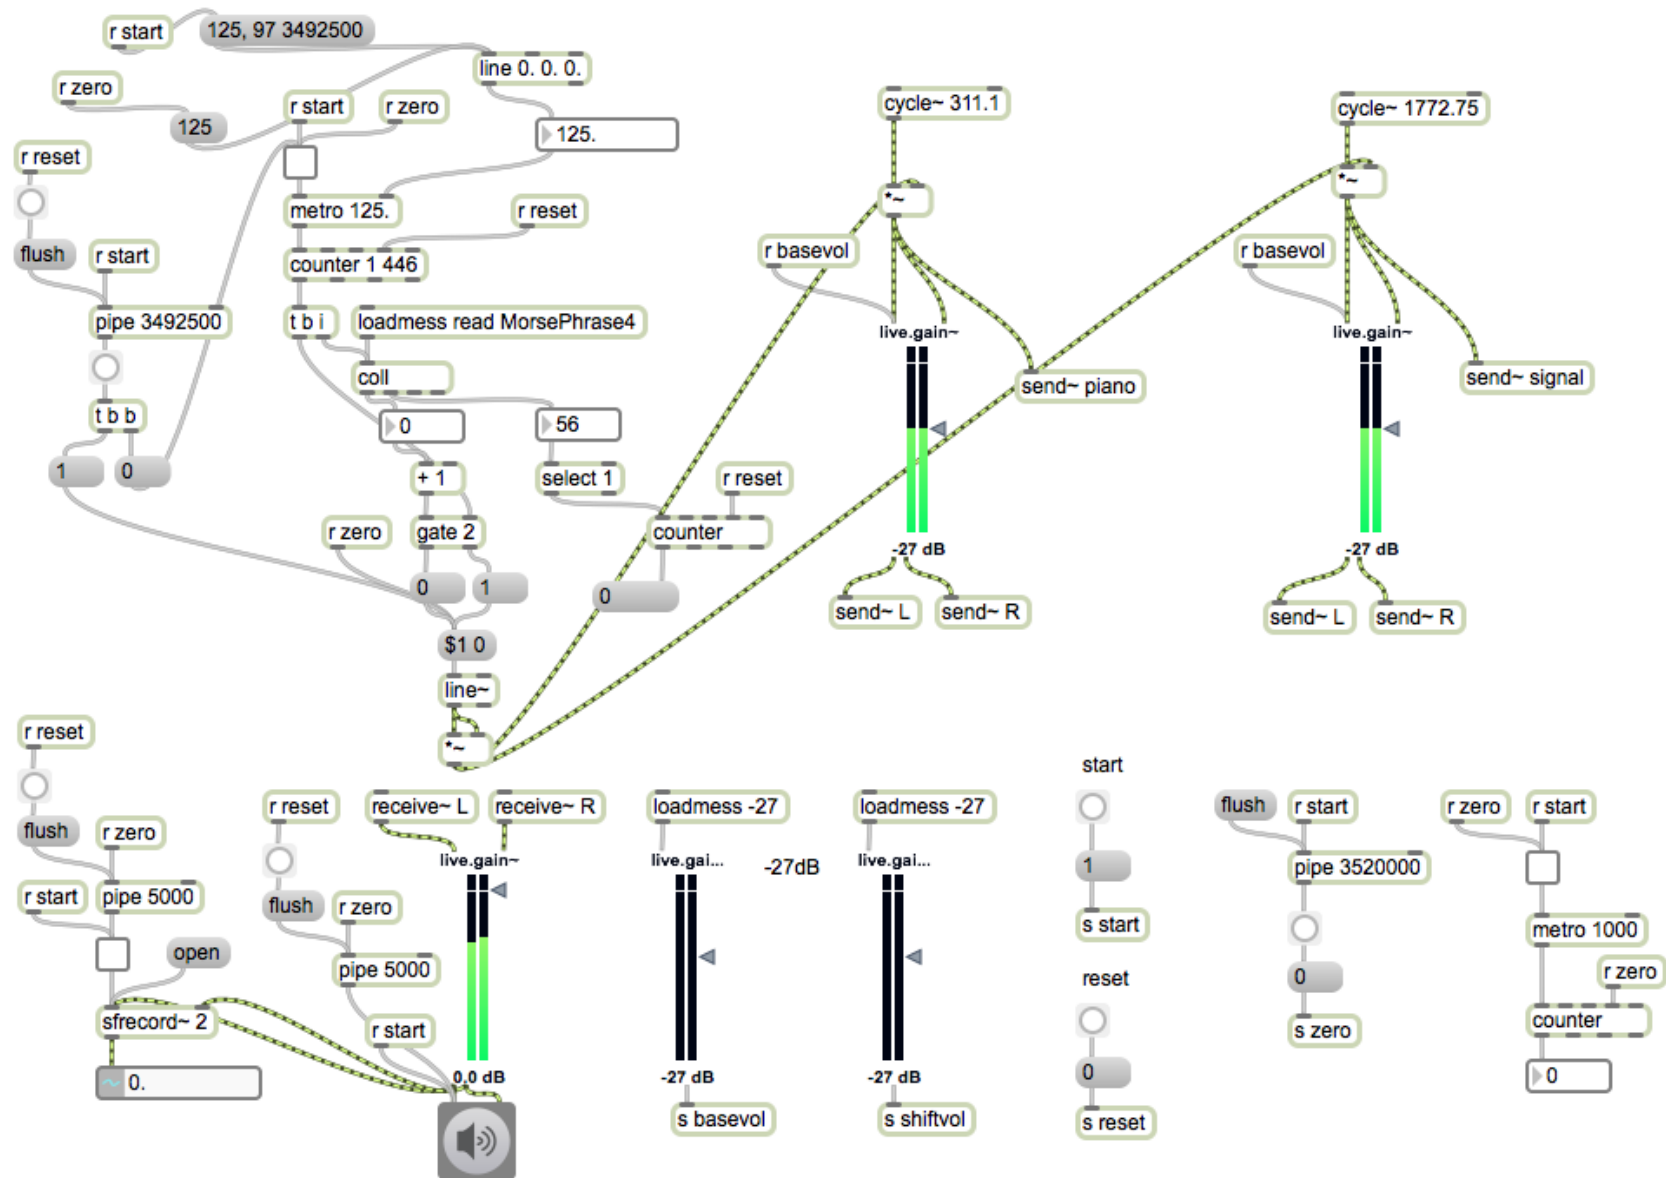 r start
125, 97 3492500
line 0. 0. 0.
r zero
125
r start
r zero
125.
r reset
flush
r start
metro 125.
r reset
counter 1 446
pipe 3492500
t b i
loadmess read MorsePhrase4
coll
t b b
1
0
0
56
+ 1
select 1
r reset
r zero
gate 2
counter
0
1
0
$1 0
line~
*~
cycle~ 311.1
*~
r basevol
live.gain~
send~ piano
-27 dB
send~ L
send~ R
cycle~ 1772.75
*~
r basevol
live.gain~
send~ signal
-27 dB
send~ L
send~ R
r reset
flush
r zero
r start
pipe 5000
open
sfrecord~ 2
~
0.
r reset
flush
r zero
pipe 5000
r start
receive~ L
receive~ R
live.gain~
0.0 dB
loadmess -27
live.gai...
-27dB
-27 dB
s basevol
loadmess -27
live.gai...
-27 dB
s shiftvol
start
1
s start
reset
0
s reset
flush
r start
pipe 3520000
0
s zero
r zero
r start
metro 1000
r zero
counter
0